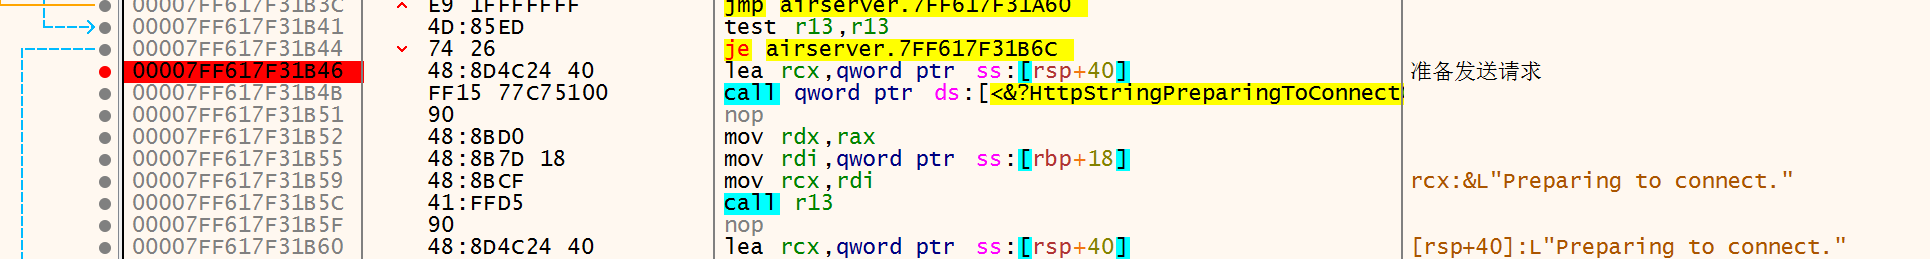 00007FF617F31B3C E9 1FFFFFFF jmp airserver.7FF617F31A60
00007FF617F31B41 4D:85ED test r13,r13
00007FF617F31B44 74 26 je airserver.7FF617F31B6C
00007FF617F31B46 48:8D4C24 40 lea rcx,qword ptr ss:[rsp+40] 准备发送请求
00007FF617F31B4B FF15 77C75100 call qword ptr ds:[<&?HttpStringPreparingToConnect
00007FF617F31B51 90 nop
00007FF617F31B52 48:8BD0 mov rdx,rax
00007FF617F31B55 48:8B7D 18 mov rdi,qword ptr ss:[rbp+18]
00007FF617F31B59 48:8BCF mov rcx,rdi rcx:&L"Preparing to connect."
00007FF617F31B5C 41:FFD5 call r13
00007FF617F31B5F 90 nop
00007FF617F31B60 48:8D4C24 40 lea rcx,qword ptr ss:[rsp+40] [rsp+40]:L"Preparing to connect."